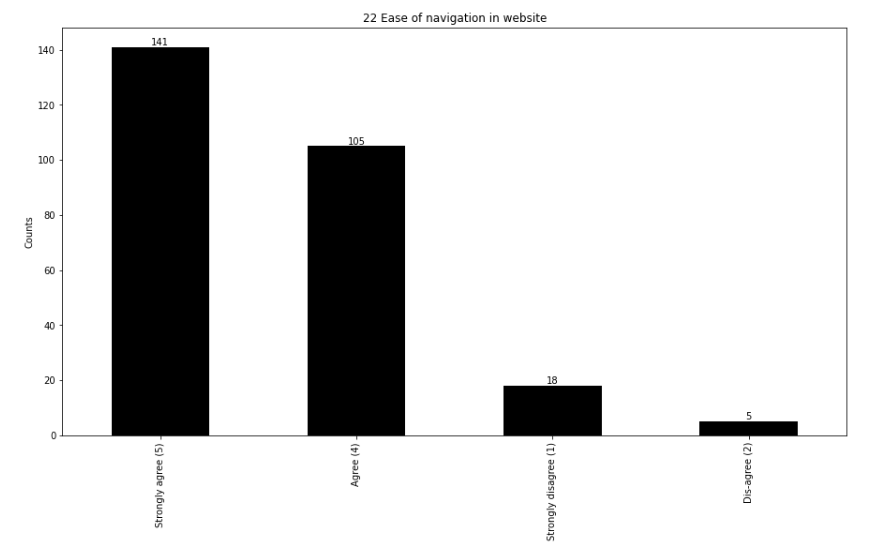 22 Ease of navigation in website
141
140
120
105
100
80
60
40
20
18
5
0
Counts
Strongly agree (5)
Agree (4)
Strongly disagree (1)
Dis-agree (2)